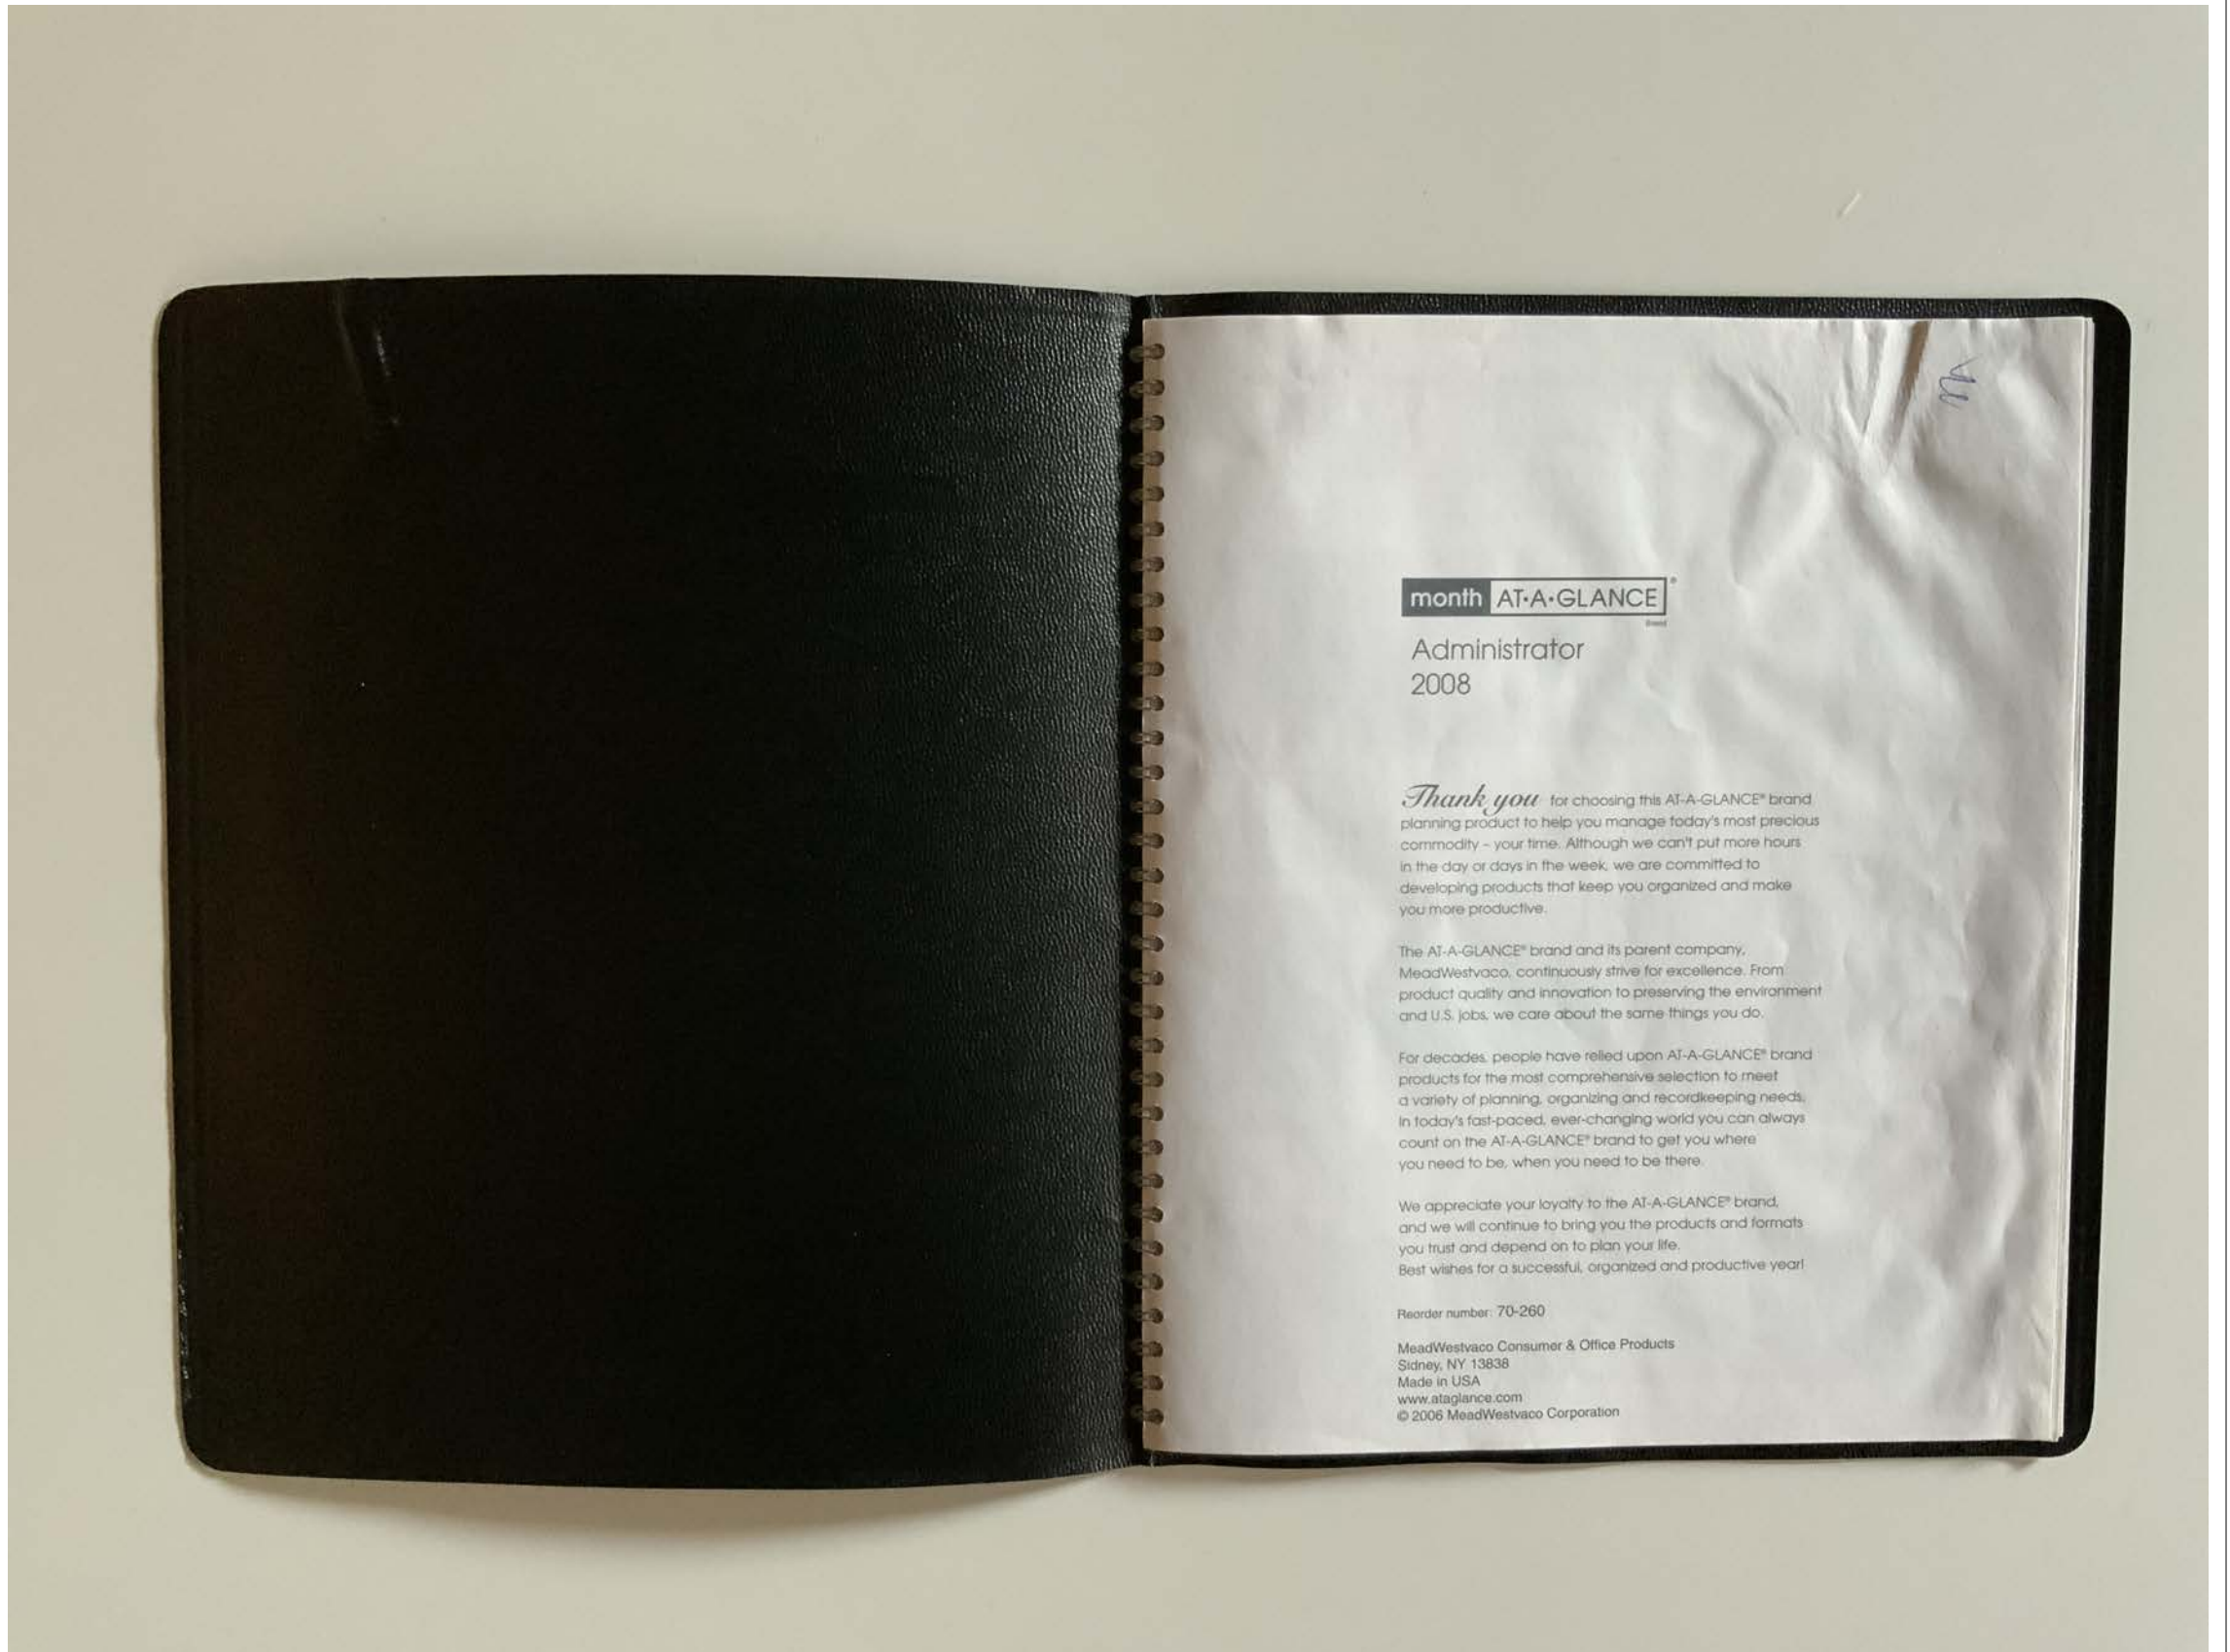 month AT·A·GLANCE®
Brand
Administrator
2008
Thank you for choosing this AT-A-GLANCE® brand
planning product to help you manage today's most precious
commodity – your time. Although we can't put more hours
in the day or days in the week, we are committed to
developing products that keep you organized and make
you more productive.
The AT-A-GLANCE® brand and its parent company,
MeadWestvaco, continuously strive for excellence. From
product quality and innovation to preserving the environment
and U.S. jobs, we care about the same things you do.
For decades, people have relied upon AT-A-GLANCE® brand
products for the most comprehensive selection to meet
a variety of planning, organizing and recordkeeping needs.
In today's fast-paced, ever-changing world you can always
count on the AT-A-GLANCE® brand to get you where
you need to be, when you need to be there.
We appreciate your loyalty to the AT-A-GLANCE® brand,
and we will continue to bring you the products and formats
you trust and depend on to plan your life.
Best wishes for a successful, organized and productive year!
Reorder number: 70-260
MeadWestvaco Consumer & Office Products
Sidney, NY 13838
Made in USA
www.ataglance.com
© 2006 MeadWestvaco Corporation